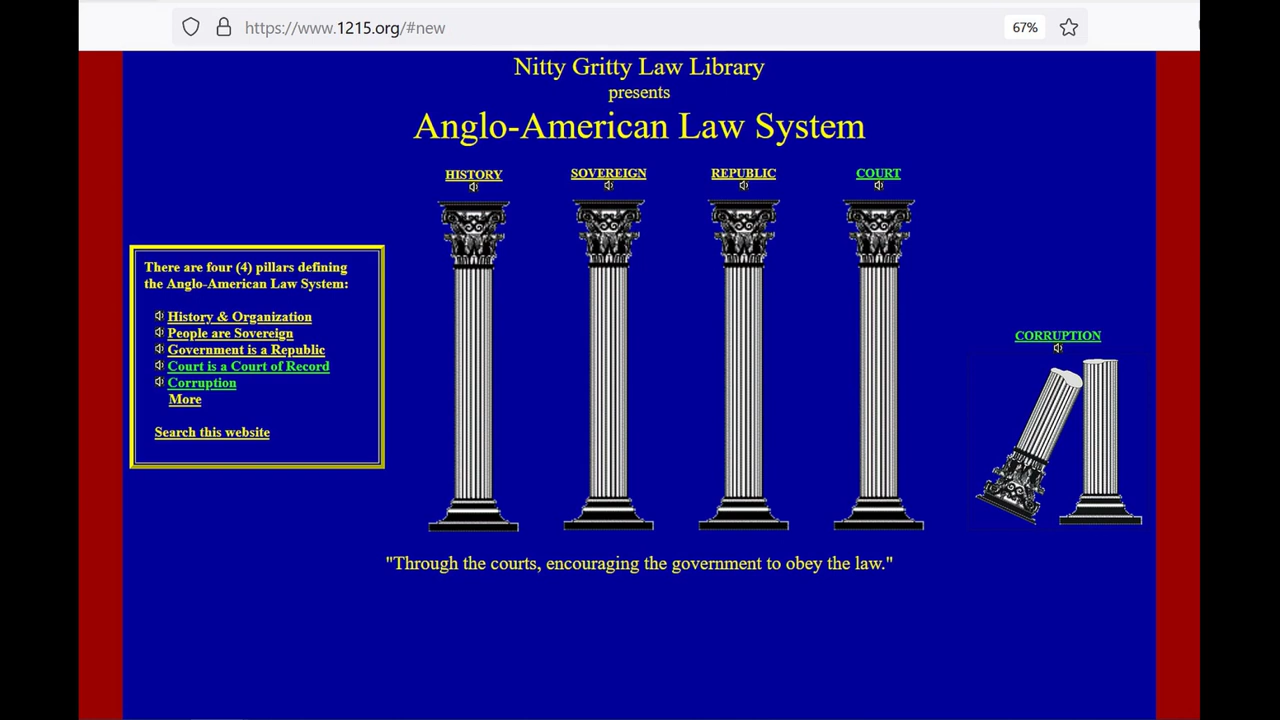 https://www.1215.org/#new
67%
Nitty Gritty Law Library
presents
Anglo-American Law System
HISTORY
SOVEREIGN
REPUBLIC
COURT
There are four (4) pillars defining
the Anglo-American Law System:
History & Organization
People are Sovereign
Government is a Republic
Court is a Court of Record
Corruption
More
Search this website
CORRUPTION
"Through the courts, encouraging the government to obey the law."